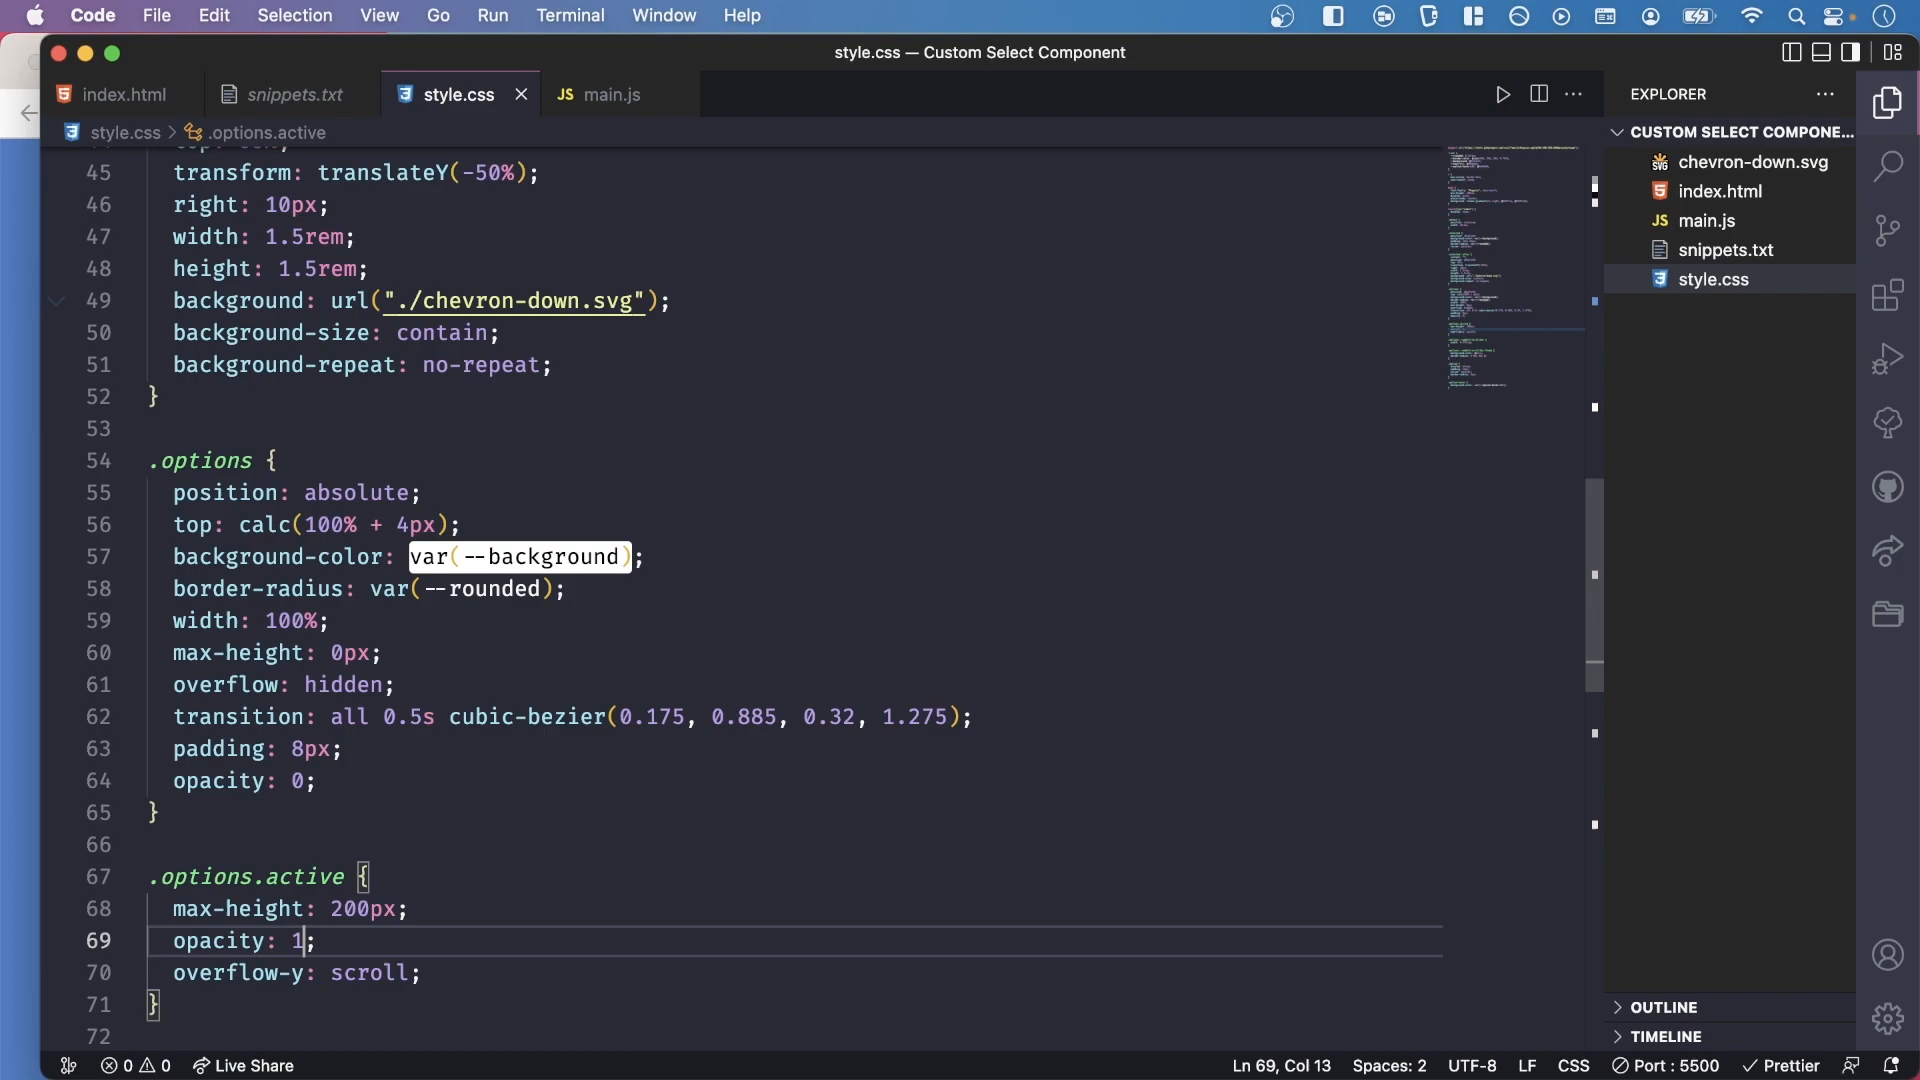 Code File Edit Selection View Go Run Terminal Window Help
style.css — Custom Select Component
index.html snippets.txt style.css JS main.js
style.css > .options.active
45 transform: translateY(-50%);
46 right: 10px;
47 width: 1.5rem;
48 height: 1.5rem;
49 background: url("./chevron-down.svg");
50 background-size: contain;
51 background-repeat: no-repeat;
52 }
53
54 .options {
55 position: absolute;
56 top: calc(100% + 4px);
57 background-color: var(--background);
58 border-radius: var(--rounded);
59 width: 100%;
60 max-height: 0px;
61 overflow: hidden;
62 transition: all 0.5s cubic-bezier(0.175, 0.885, 0.32, 1.275);
63 padding: 8px;
64 opacity: 0;
65 }
66
67 .options.active {
68 max-height: 200px;
69 opacity: 1;
70 overflow-y: scroll;
71 }
72
EXPLORER
CUSTOM SELECT COMPONE...
SVG chevron-down.svg
index.html
JS main.js
snippets.txt
style.css
OUTLINE
TIMELINE
0 0 Live Share Ln 69, Col 13 Spaces: 2 UTF-8 LF CSS Port : 5500 Prettier